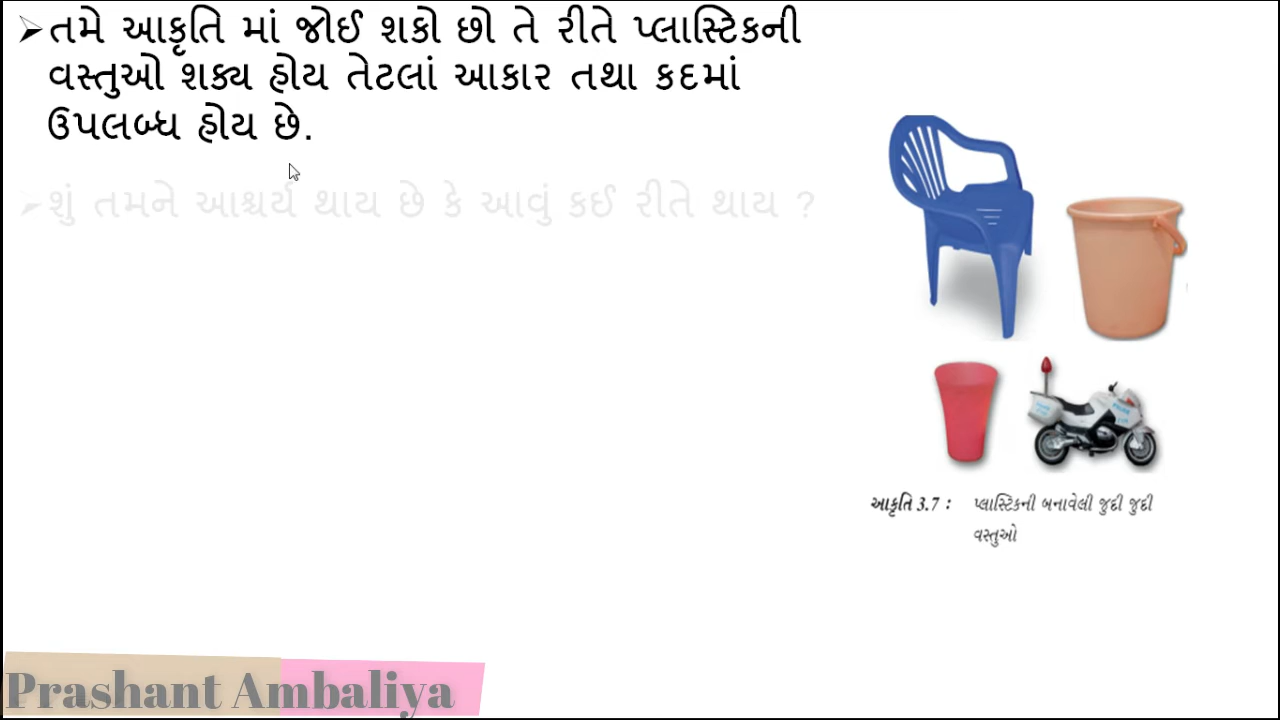 ➢તમે આકૃતિ માં જોઈ શકો છો તે રીતે પ્લાસ્ટિકની
વસ્તુઓ શક્ય હોય તેટલાં આકાર તથા કદમાં
ઉપલબ્ધ હોય છે.
➢શું તમને આશ્ચર્ય થાય છે કે આવું કઈ રીતે થાય ?
આકૃતિ 3.7 : પ્લાસ્ટિકની બનાવેલી જુદી જુદી
વસ્તુઓ
Prashant Ambaliya